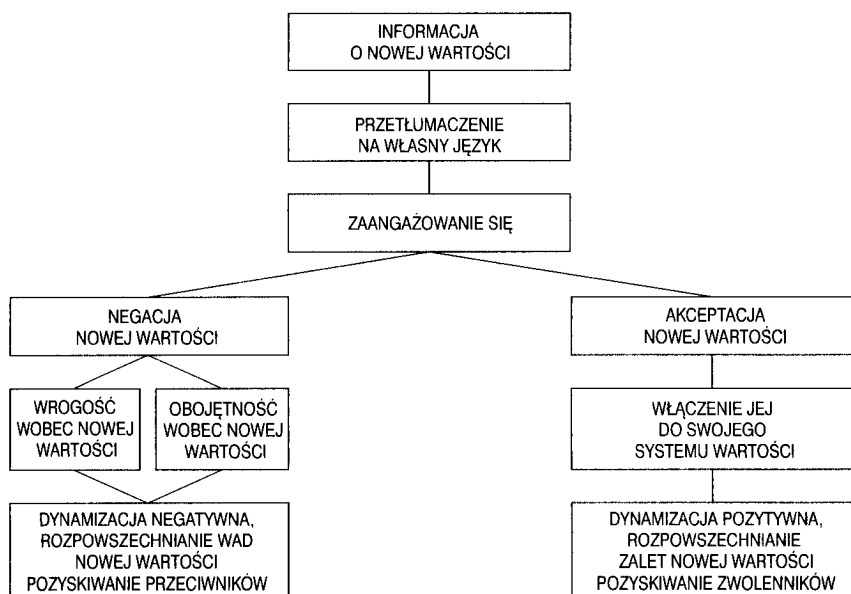 INFORMACJA
O NOWEJ WARTOŚCI
PRZETŁUMACZENIE
NA WŁASNY JĘZYK
ZAANGAŻOWANIE SIĘ
NEGACJA
NOWEJ WARTOŚCI
AKCEPTACJA
NOWEJ WARTOŚCI
WROGOŚĆ
WOBEC NOWEJ
WARTOŚCI
OBOJĘTNOŚĆ
WOBEC NOWEJ
WARTOŚCI
WŁĄCZENIE JEJ
DO SWOJEGO
SYSTEMU WARTOŚCI
DYNAMIZACJA NEGATYWNA,
ROZPOWSZECHNIANIE WAD
NOWEJ WARTOŚCI
POZYSKIWANIE PRZECIWNIKÓW
DYNAMIZACJA POZYTYWNA,
ROZPOWSZECHNIANIE
ZALET NOWEJ WARTOŚCI
POZYSKIWANIE ZWOLENNIKÓW